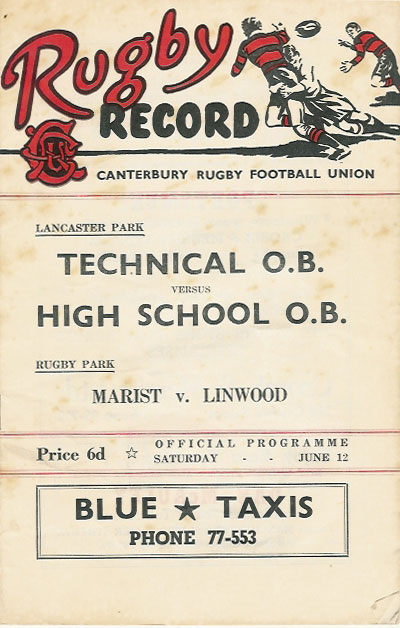 Rugby
RECORD
CANTERBURY RUGBY FOOTBALL UNION
LANCASTER PARK
TECHNICAL O.B.
VERSUS
HIGH SCHOOL O.B.
RUGBY PARK
MARIST v. LINWOOD
Price 6d ☆ OFFICIAL PROGRAMME
SATURDAY - - JUNE 12
BLUE ★ TAXIS
PHONE 77-553